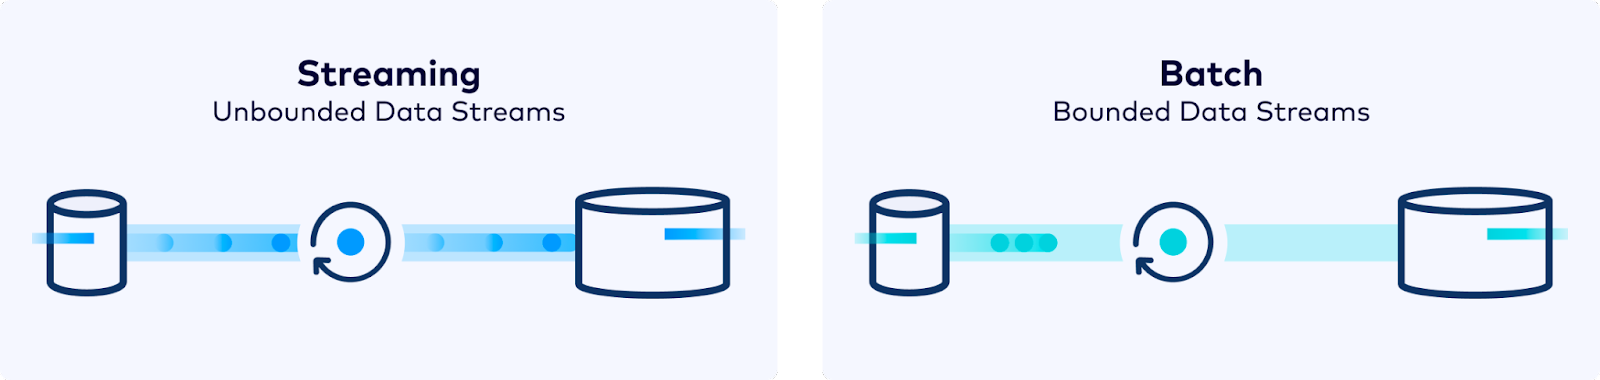 Streaming
Unbounded Data Streams
Batch
Bounded Data Streams